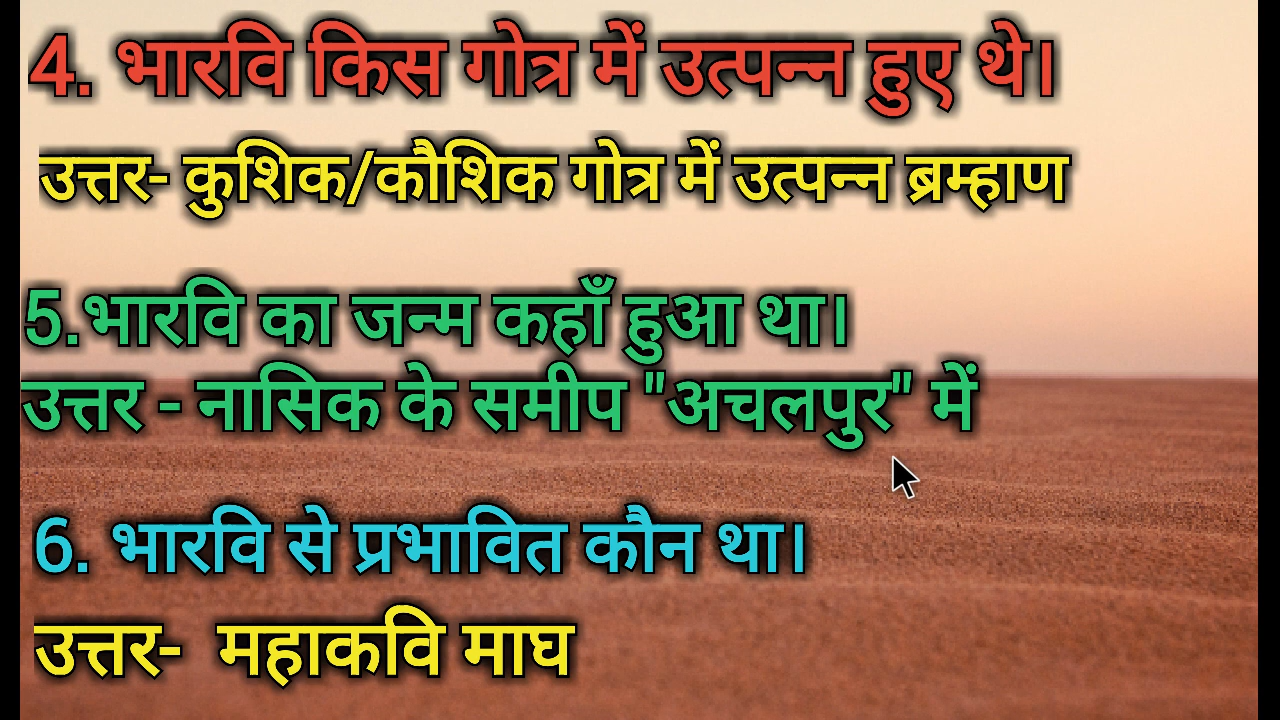 4. भारवि किस गोत्र में उत्पन्न हुए थे।
उत्तर- कुशिक/कौशिक गोत्र में उत्पन्न ब्रम्हाण
5.भारवि का जन्म कहाँ हुआ था।
उत्तर - नासिक के समीप "अचलपुर" में
6. भारवि से प्रभावित कौन था।
उत्तर- महाकवि माघ